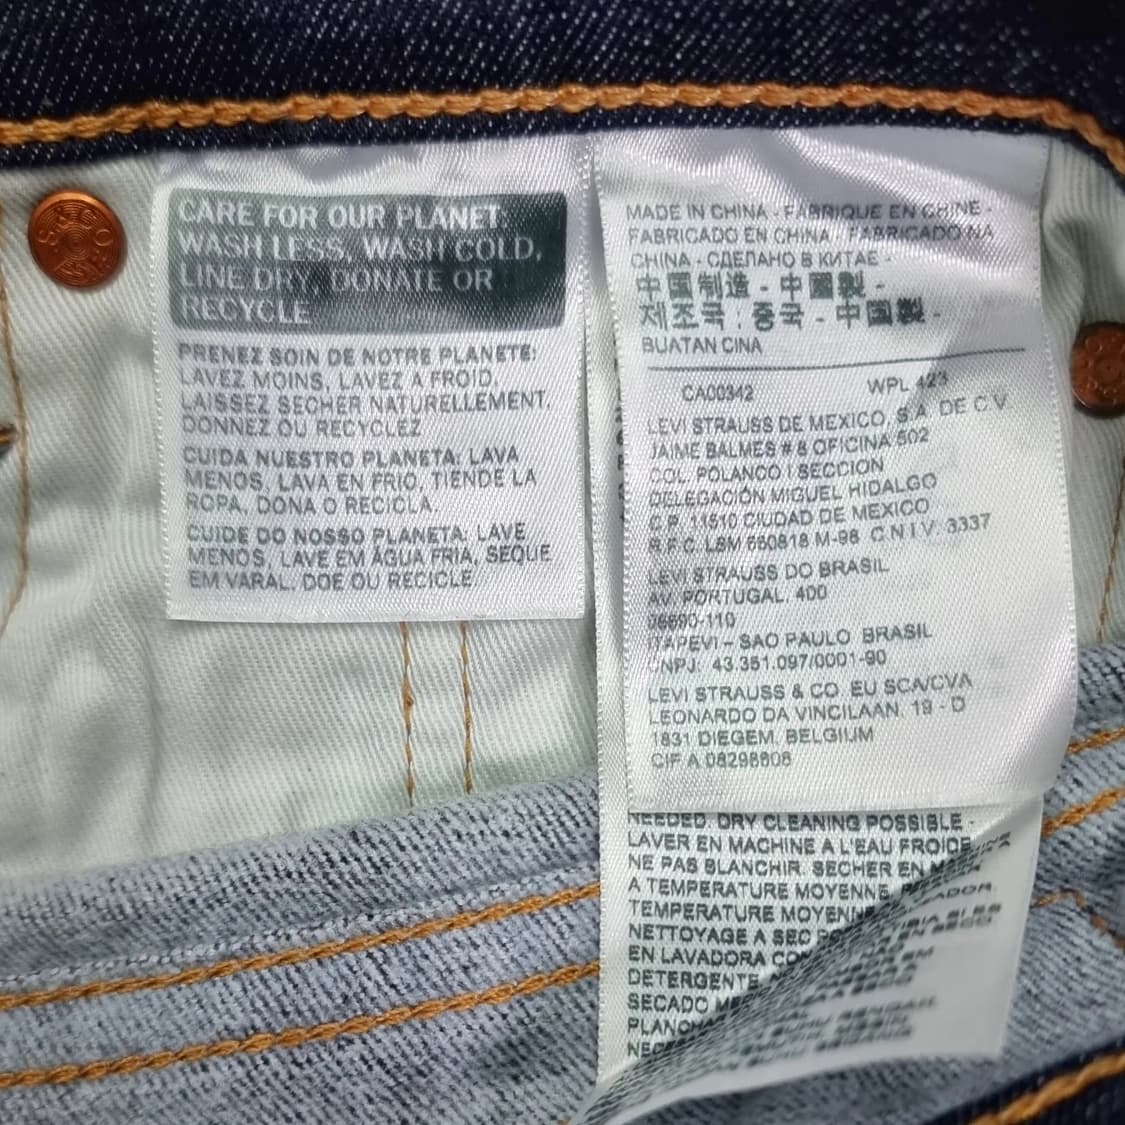 CARE FOR OUR PLANET:
WASH LESS, WASH COLD,
LINE DRY, DONATE OR
RECYCLE
PRENEZ SOIN DE NOTRE PLANETE:
LAVEZ MOINS, LAVEZ A FROID,
LAISSEZ SECHER NATURELLEMENT,
DONNEZ OU RECYCLEZ
CUIDA NUESTRO PLANETA: LAVA
MENOS, LAVA EN FRIO, TIENDE LA
ROPA, DONA O RECICLA.
CUIDE DO NOSSO PLANETA: LAVE
MENOS, LAVE EM ÁGUA FRIA, SEQUE
EM VARAL, DOE OU RECICLE
MADE IN CHINA - FABRIQUE EN CHINE -
FABRICADO EN CHINA - FABRICADO NA
CHINA - СДЕЛАНО В КИТАЕ -
中国制造 - 中國製 -
제조국 : 중국 - 中国製 -
BUATAN CINA
CA00342 WPL 423
LEVI STRAUSS DE MEXICO, S.A. DE C.V.
JAIME BALMES # 8 OFICINA 502
COL. POLANCO I SECCION
DELEGACIÓN MIGUEL HIDALGO
C.P. 11510 CIUDAD DE MEXICO
R.F.C. LSM 660818 M-98 C.N.I.V. 3337
LEVI STRAUSS DO BRASIL
AV. PORTUGAL, 400
06690-110
ITAPEVI - SAO PAULO BRASIL
CNPJ: 43.351.097/0001-90
LEVI STRAUSS & CO EU SCA/CVA
LEONARDO DA VINCILAAN, 19 - D
1831 DIEGEM, BELGIUM
CIF A 08298806
NEEDED. DRY CLEANING POSSIBLE -
LAVER EN MACHINE A L'EAU FROIDE
NE PAS BLANCHIR. SECHER EN
A TEMPERATURE MOYENNE
TEMPERATURE MOYENNE
NETTOYAGE A SEC
EN LAVADORA
DETERGENTE
SECADO